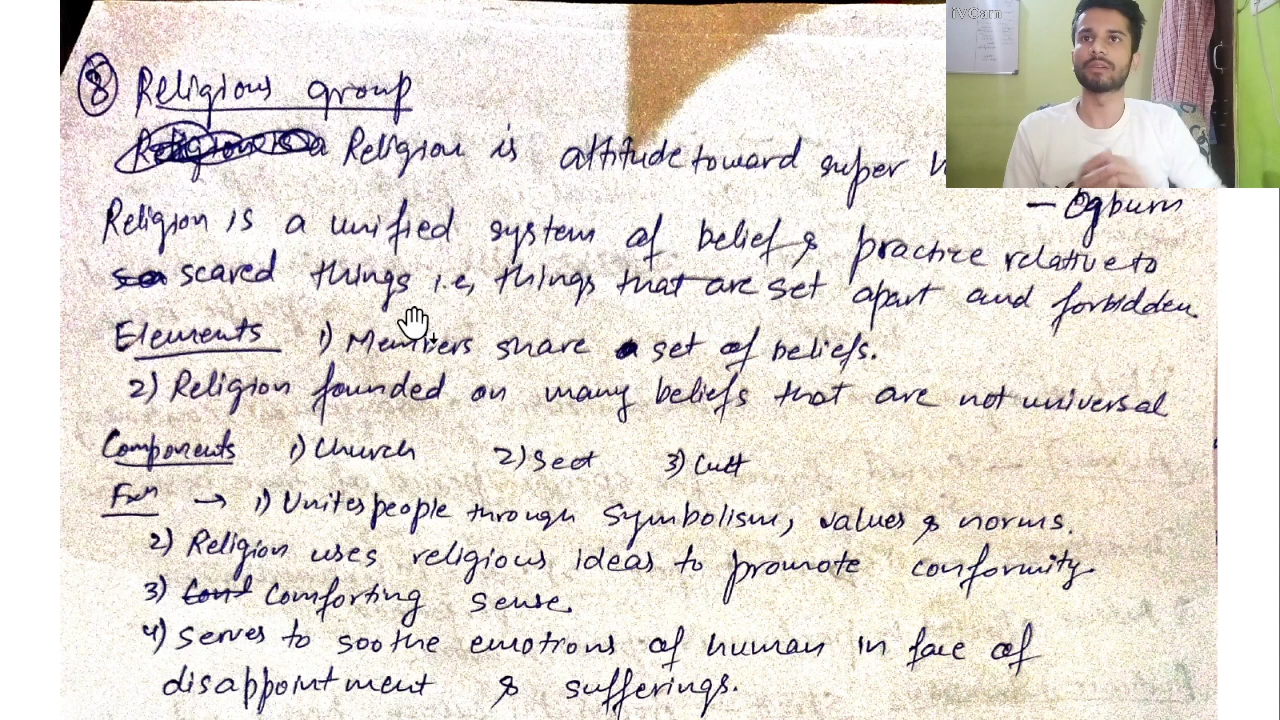 ivCam
8 Religious group
Religion is attitude toward super
- Ogburn
Religion is a unified system of belief & practice relative to
scared things i.e, things that are set apart and forbidden.
Elements 1) Members share a set of beliefs.
2) Religion founded on many beliefs that are not universal
Components 1) Church 2) Sect 3) Cult
Fxn → 1) Unites people through symbolism, values & norms.
2) Religion uses religious ideas to promote conformity.
3) comforting sense.
4) serves to soothe emotions of human in face of
disappointment & sufferings.